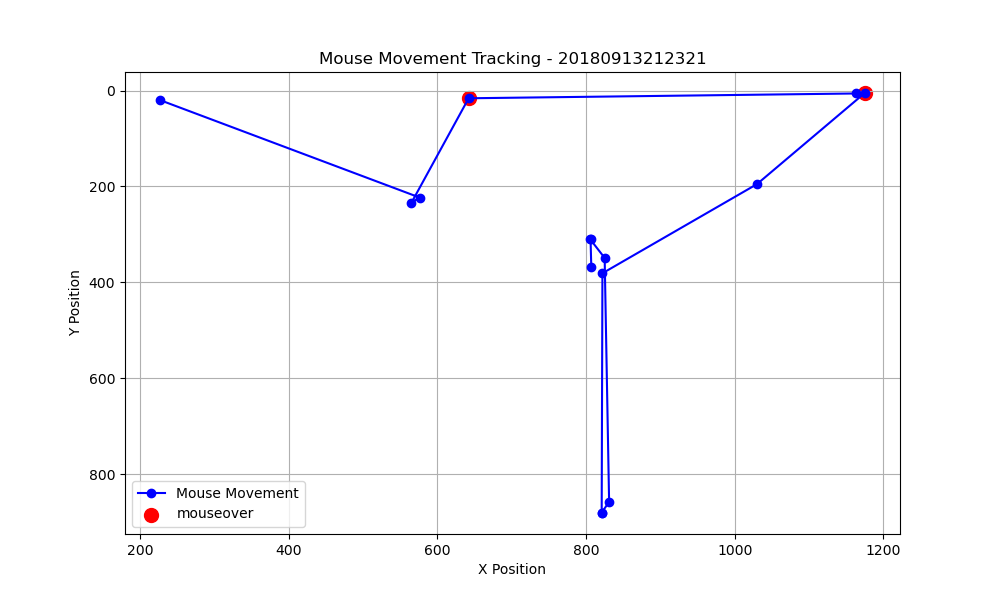 Mouse Movement Tracking - 20180913212321
0
200
400
600
800
Y Position
Mouse Movement
mouseover
200 400 600 800 1000 1200
X Position